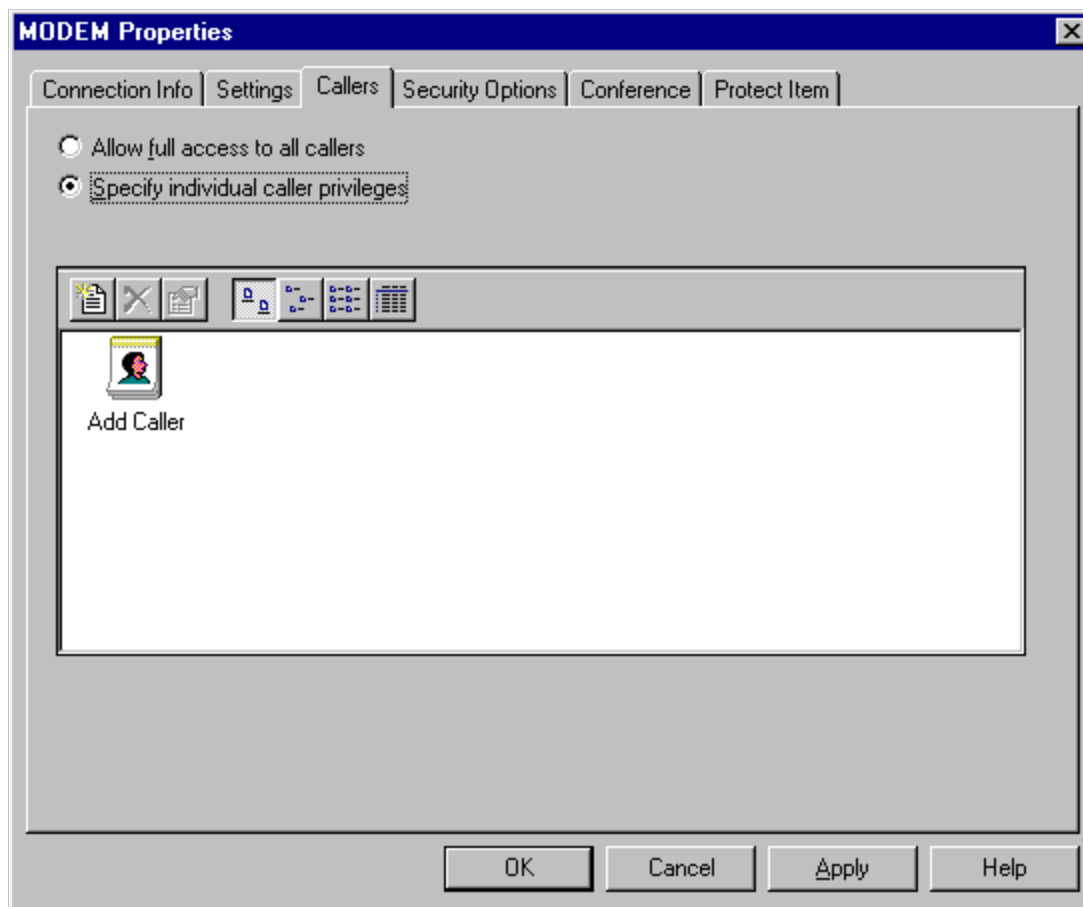 MODEM Properties
Connection Info Settings Callers Security Options Conference Protect Item
Allow full access to all callers
Specify individual caller privileges
Add Caller
OK Cancel Apply Help